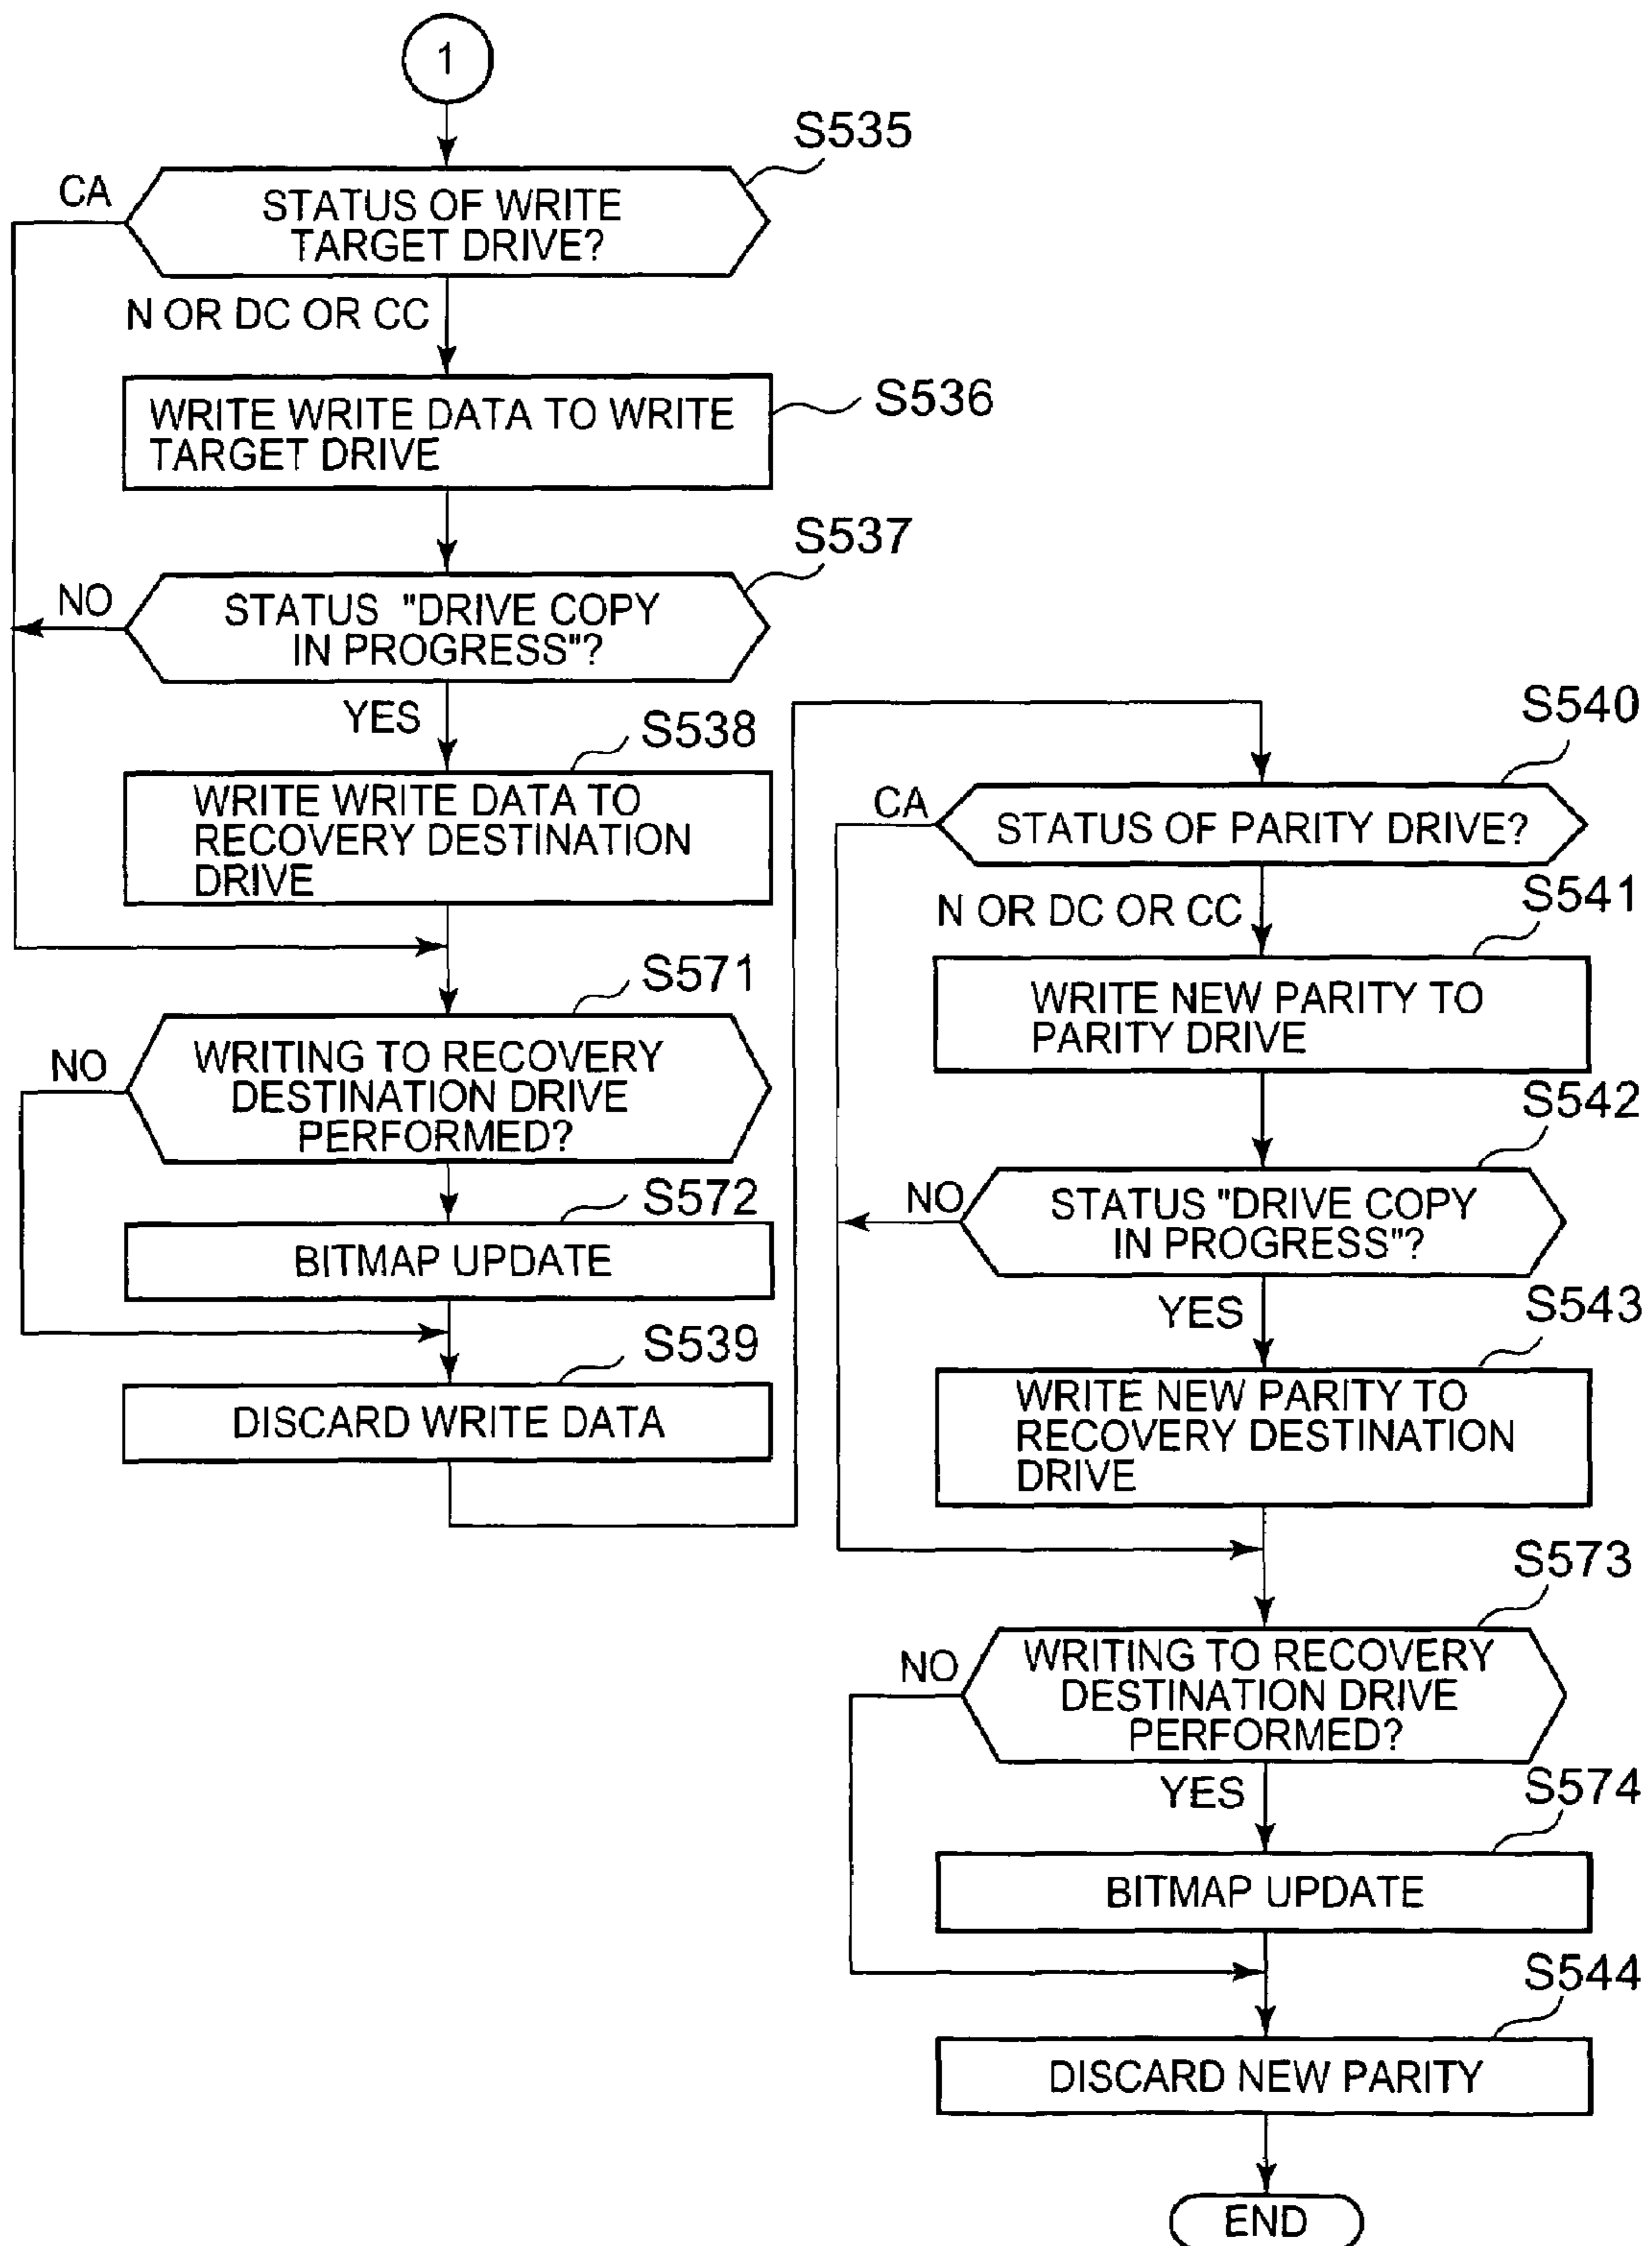 1
S535
CA
STATUS OF WRITE
TARGET DRIVE?
N OR DC OR CC
S536
WRITE WRITE DATA TO WRITE
TARGET DRIVE
S537
NO
STATUS "DRIVE COPY
IN PROGRESS"?
YES
S538
WRITE WRITE DATA TO
RECOVERY DESTINATION
DRIVE
S571
NO
WRITING TO RECOVERY
DESTINATION DRIVE
PERFORMED?
S572
BITMAP UPDATE
S539
DISCARD WRITE DATA
S540
CA
STATUS OF PARITY DRIVE?
N OR DC OR CC
S541
WRITE NEW PARITY TO
PARITY DRIVE
S542
NO
STATUS "DRIVE COPY
IN PROGRESS"?
YES
S543
WRITE NEW PARITY TO
RECOVERY DESTINATION
DRIVE
S573
NO
WRITING TO RECOVERY
DESTINATION DRIVE
PERFORMED?
YES
S574
BITMAP UPDATE
S544
DISCARD NEW PARITY
END